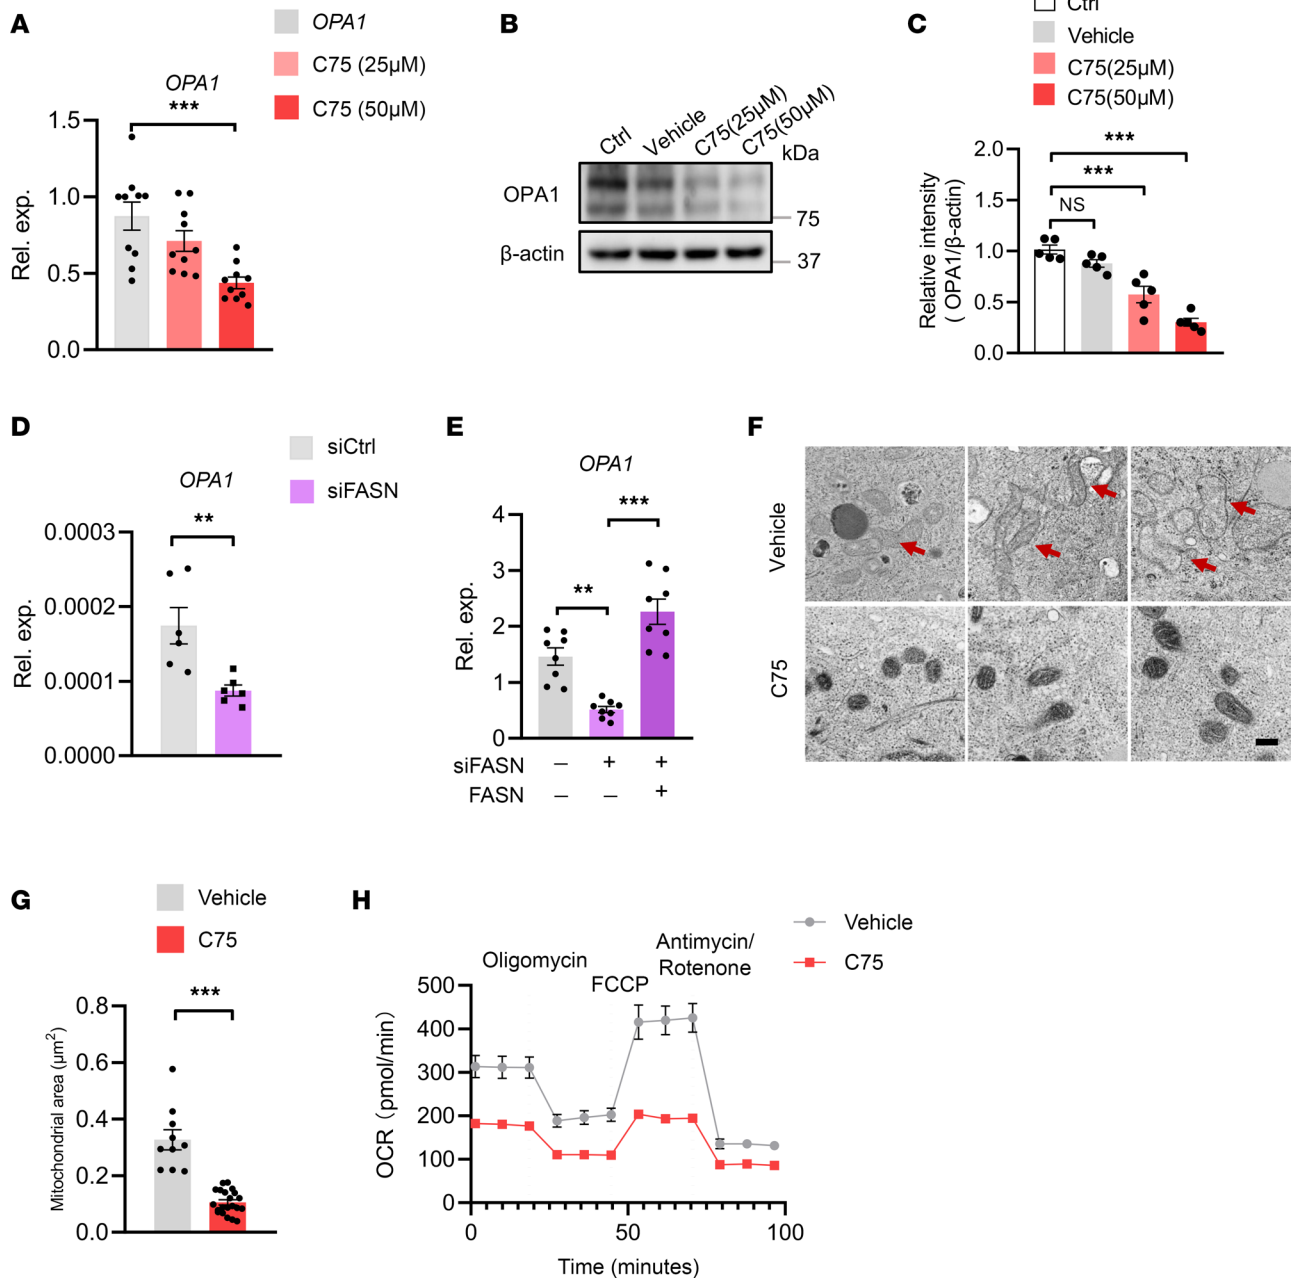 A
OPA1
C75 (25µM)
C75 (50µM)
OPA1
***
Rel. exp.
1.5
1.0
0.5
0.0
B
Ctrl
Vehicle
C75(25µM)
C75(50µM)
kDa
OPA1
75
β-actin
37
C
Ctrl
Vehicle
C75(25µM)
C75(50µM)
***
***
NS
Relative intensity
( OPA1/β-actin)
2.0
1.5
1.0
0.5
0.0
D
siCtrl
siFASN
OPA1
**
Rel. exp.
0.0003
0.0002
0.0001
0.0000
E
OPA1
***
**
Rel. exp.
4
3
2
1
0
siFASN – + +
FASN – – +
F
Vehicle
C75
G
Vehicle
C75
***
Mitochondrial area (µm²)
0.8
0.6
0.4
0.2
0.0
H
Vehicle
C75
Oligomycin
FCCP
Antimycin/
Rotenone
OCR (pmol/min)
500
400
300
200
100
0
0 50 100
Time (minutes)